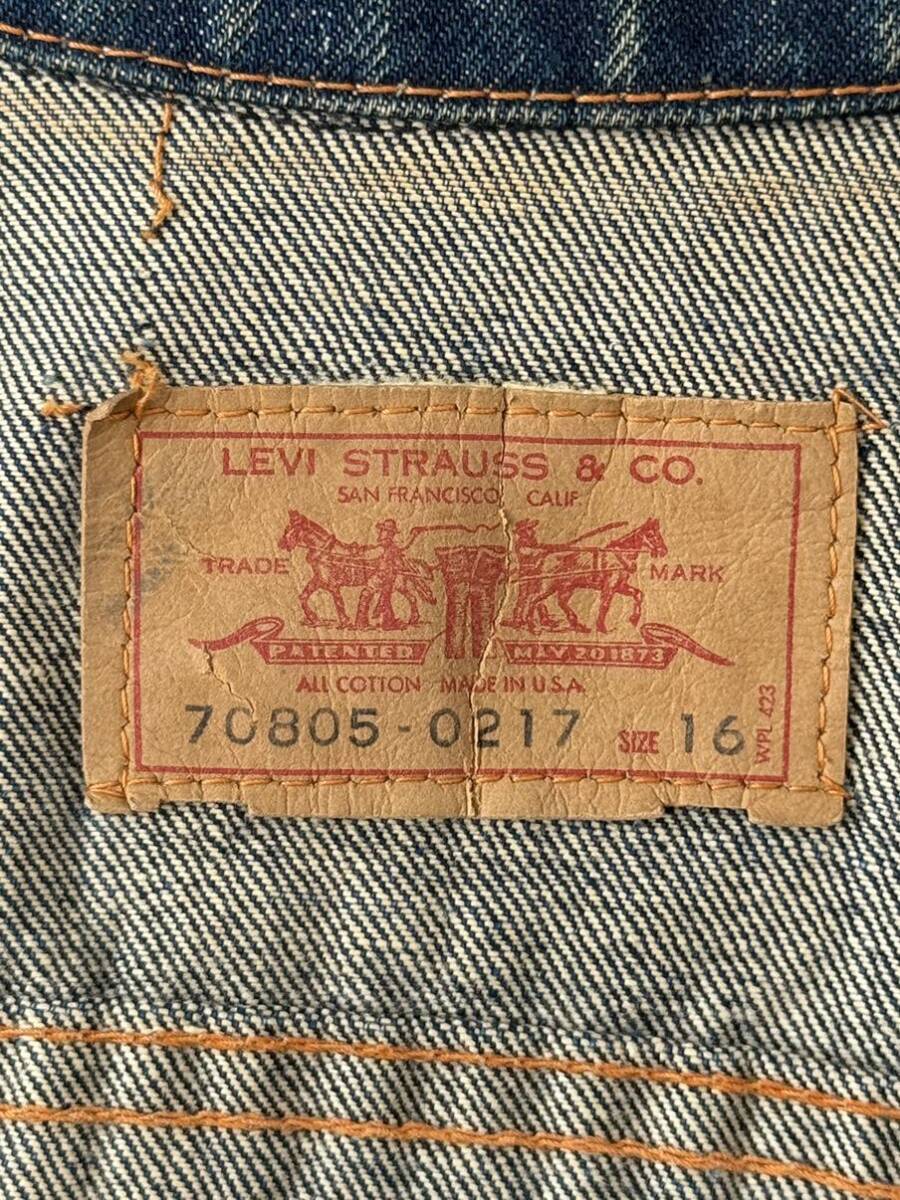 LEVI STRAUSS & CO.
SAN FRANCISCO, CALIF.
TRADE MARK
PATENTED MAY 20 1873
ALL COTTON MADE IN U.S.A.
70805-0217 SIZE 16
WPL 423